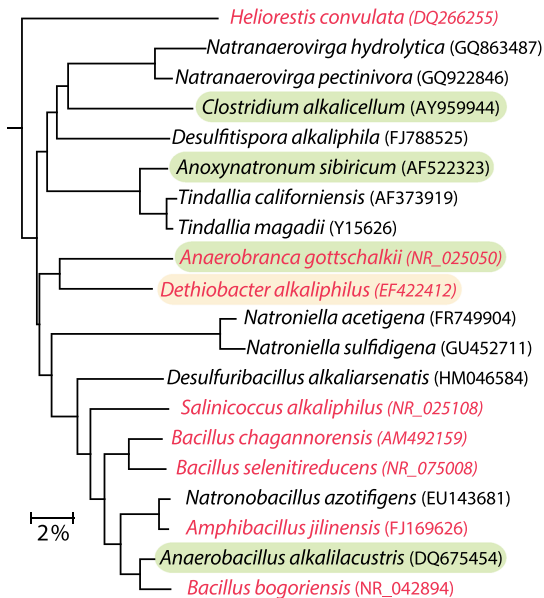 Heliorestis convulata (DQ266255)
Natranaerovirga hydrolytica (GQ863487)
Natranaerovirga pectinivora (GQ922846)
Clostridium alkalicellum (AY959944)
Desulfitispora alkaliphila (FJ788525)
Anoxynatronum sibiricum (AF522323)
Tindallia californiensis (AF373919)
Tindallia magadii (Y15626)
Anaerobranca gottschalkii (NR_025050)
Dethiobacter alkaliphilus (EF422412)
Natroniella acetigena (FR749904)
Natroniella sulfidigena (GU452711)
Desulfuribacillus alkaliarsenatis (HM046584)
Salinicoccus alkaliphilus (NR_025108)
Bacillus chagannorensis (AM492159)
Bacillus selenitireducens (NR_075008)
Natronobacillus azotifigens (EU143681)
Amphibacillus jilinensis (FJ169626)
Anaerobacillus alkalilacustris (DQ675454)
Bacillus bogoriensis (NR_042894)
2%